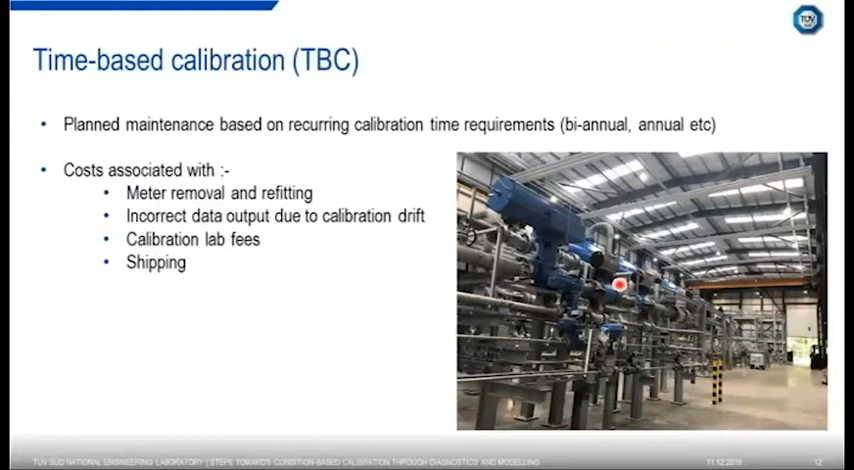 TÜV
Time-based calibration (TBC)
• Planned maintenance based on recurring calibration time requirements (bi-annual, annual etc)
• Costs associated with :-
• Meter removal and refitting
• Incorrect data output due to calibration drift
• Calibration lab fees
• Shipping
TÜV SÜD NATIONAL ENGINEERING LABORATORY | STEPS TOWARDS CONDITION-BASED CALIBRATION THROUGH DIAGNOSTICS AND MODELLING 11.12.2019 12